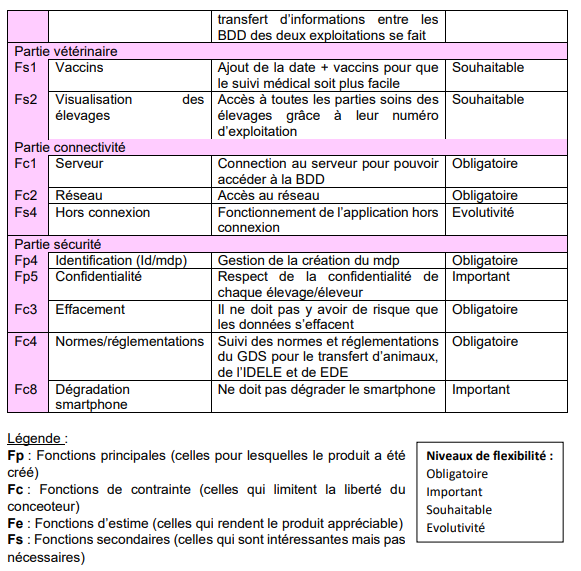 transfert d'informations entre les
BDD des deux exploitations se fait
Partie vétérinaire
Fs1 Vaccins Ajout de la date + vaccins pour que Souhaitable
le suivi médical soit plus facile
Fs2 Visualisation des Accès à toutes les parties soins des Souhaitable
élevages élevages grâce à leur numéro
d'exploitation
Partie connectivité
Fc1 Serveur Connection au serveur pour pouvoir Obligatoire
accéder à la BDD
Fc2 Réseau Accès au réseau Obligatoire
Fs4 Hors connexion Fonctionnement de l'application hors Evolutivité
connexion
Partie sécurité
Fp4 Identification (Id/mdp) Gestion de la création du mdp Obligatoire
Fp5 Confidentialité Respect de la confidentialité de Important
chaque élevage/éleveur
Fc3 Effacement Il ne doit pas y avoir de risque que Obligatoire
les données s'effacent
Fc4 Normes/réglementations Suivi des normes et réglementations Obligatoire
du GDS pour le transfert d'animaux,
de l'IDELE et de EDE
Fc8 Dégradation Ne doit pas dégrader le smartphone Important
smartphone
Légende :
Fp : Fonctions principales (celles pour lesquelles le produit a été
créé)
Fc : Fonctions de contrainte (celles qui limitent la liberté du
conceoteur)
Fe : Fonctions d'estime (celles qui rendent le produit appréciable)
Fs : Fonctions secondaires (celles qui sont intéressantes mais pas
nécessaires)
Niveaux de flexibilité :
Obligatoire
Important
Souhaitable
Evolutivité